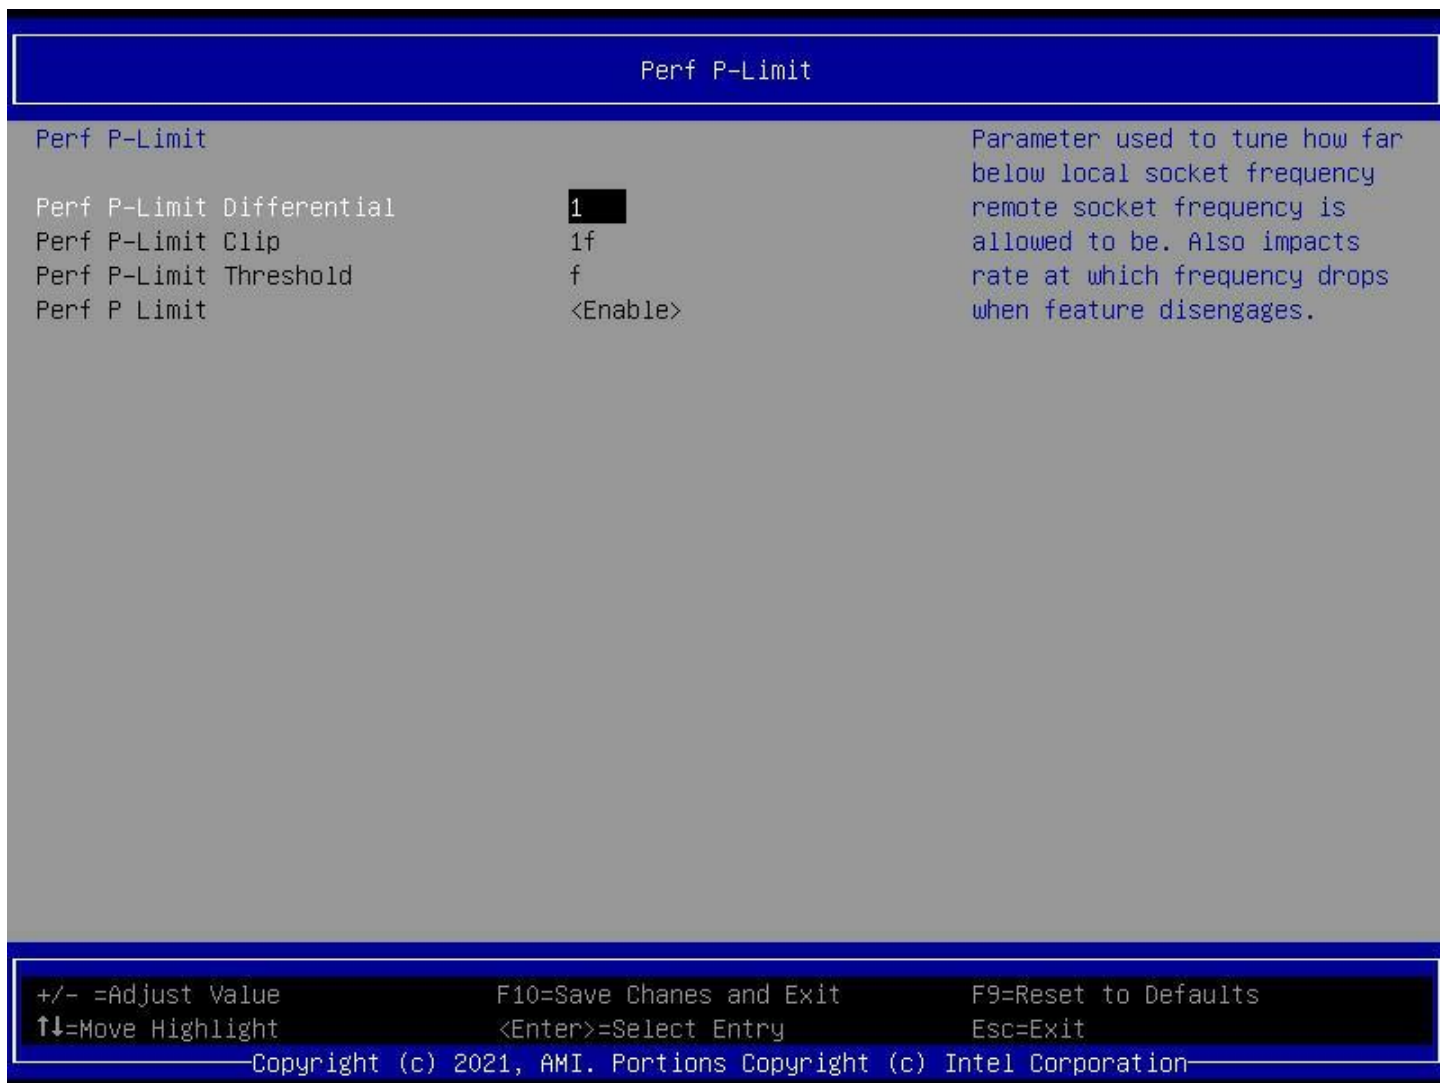 Perf P-Limit
Perf P-Limit
Perf P-Limit Differential 1
Perf P-Limit Clip 1f
Perf P-Limit Threshold f
Perf P Limit <Enable>
Parameter used to tune how far
below local socket frequency
remote socket frequency is
allowed to be. Also impacts
rate at which frequency drops
when feature disengages.
+/- =Adjust Value F10=Save Chanes and Exit F9=Reset to Defaults
↑↓=Move Highlight <Enter>=Select Entry Esc=Exit
Copyright (c) 2021, AMI. Portions Copyright (c) Intel Corporation